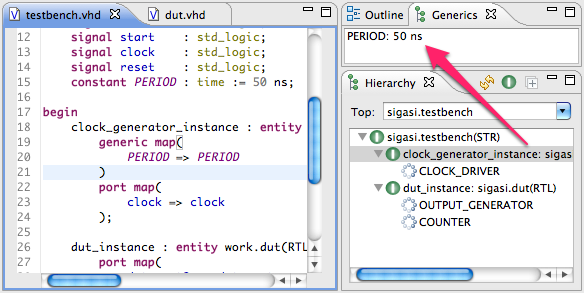 testbench.vhd
dut.vhd
12 signal start : std_logic;
13 signal clock : std_logic;
14 signal reset : std_logic;
15 constant PERIOD : time := 50 ns;
16
17 begin
18 clock_generator_instance : entity
19 generic map(
20 PERIOD => PERIOD
21 )
22 port map(
23 clock => clock
24 );
25
26 dut_instance : entity work.dut(RTL
27 port map(
Outline
Generics
PERIOD: 50 ns
Hierarchy
Top: sigasi.testbench
sigasi.testbench(STR)
clock_generator_instance: sigas
CLOCK_DRIVER
dut_instance: sigasi.dut(RTL)
OUTPUT_GENERATOR
COUNTER